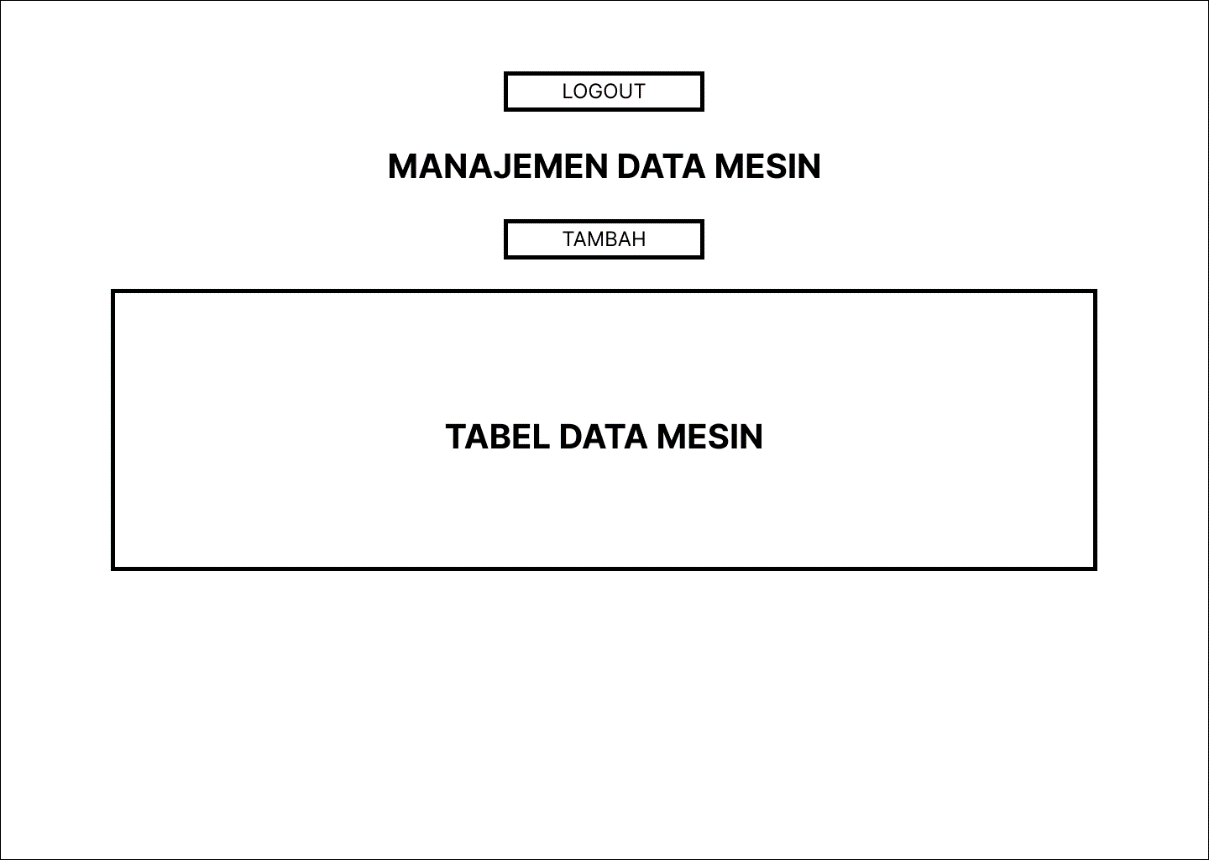 LOGOUT
MANAJEMEN DATA MESIN
TAMBAH
TABEL DATA MESIN